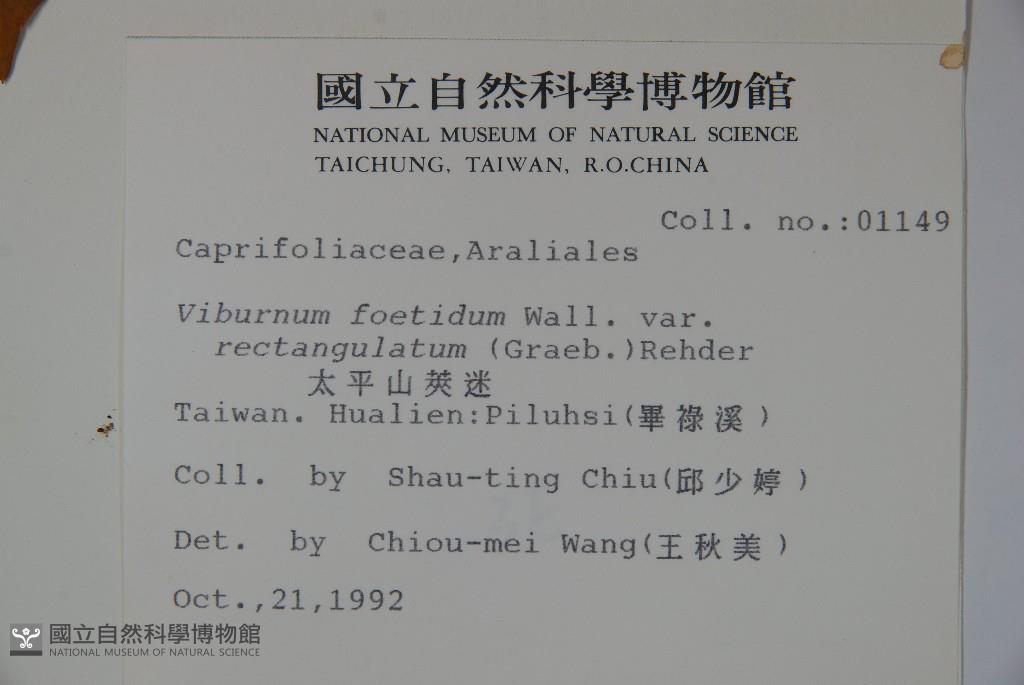 國立自然科學博物館
NATIONAL MUSEUM OF NATURAL SCIENCE
TAICHUNG, TAIWAN, R.O.CHINA
Coll. no.:01149
Caprifoliaceae,Araliales
Viburnum foetidum Wall. var.
rectangulatum (Graeb.)Rehder
太平山莢迷
Taiwan. Hualien:Piluhsi(畢祿溪)
Coll. by Shau-ting Chiu(邱少婷)
Det. by Chiou-mei Wang(王秋美)
Oct.,21,1992
國立自然科學博物館
NATIONAL MUSEUM OF NATURAL SCIENCE